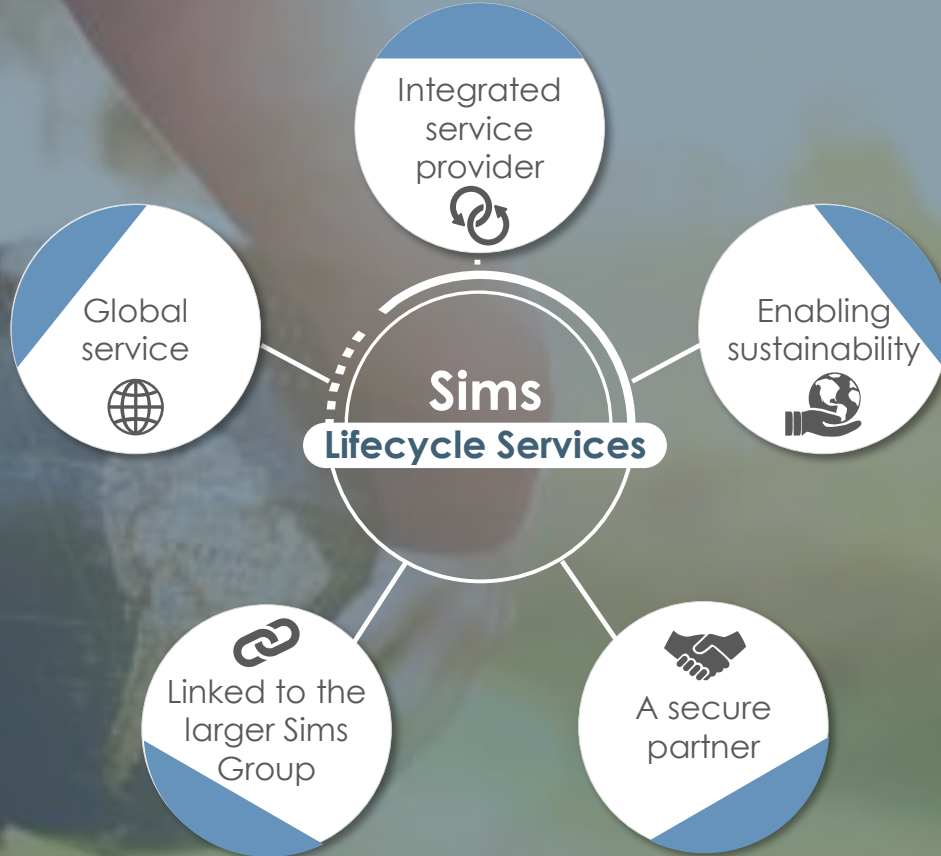 Integrated
service
provider
Global
service
Enabling
sustainability
Sims
Lifecycle Services
Linked to the
larger Sims
Group
A secure
partner